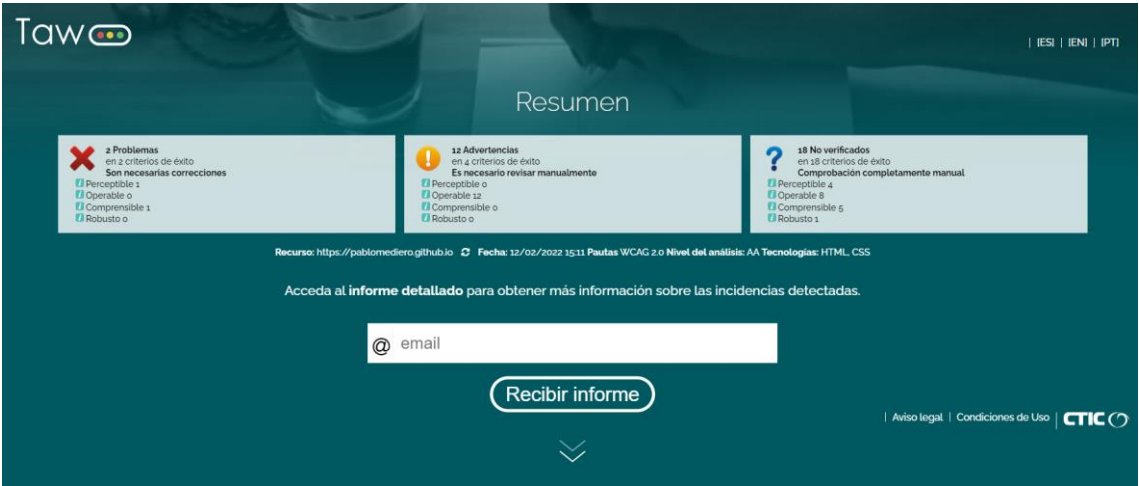 Taw
| [ES] | [EN] | [PT]
Resumen
2 Problemas
en 2 criterios de éxito
Son necesarias correcciones
Perceptible 1
Operable 0
Comprensible 1
Robusto 0
12 Advertencias
en 4 criterios de éxito
Es necesario revisar manualmente
Perceptible 0
Operable 12
Comprensible 0
Robusto 0
18 No verificados
en 18 criterios de éxito
Comprobación completamente manual
Perceptible 4
Operable 8
Comprensible 5
Robusto 1
Recurso: https://pablomediero.github.io Fecha: 12/02/2022 15:11 Pautas WCAG 2.0 Nivel del análisis: AA Tecnologías: HTML, CSS
Acceda al informe detallado para obtener más información sobre las incidencias detectadas.
@ email
Recibir informe
| Aviso legal | Condiciones de Uso | CTIC